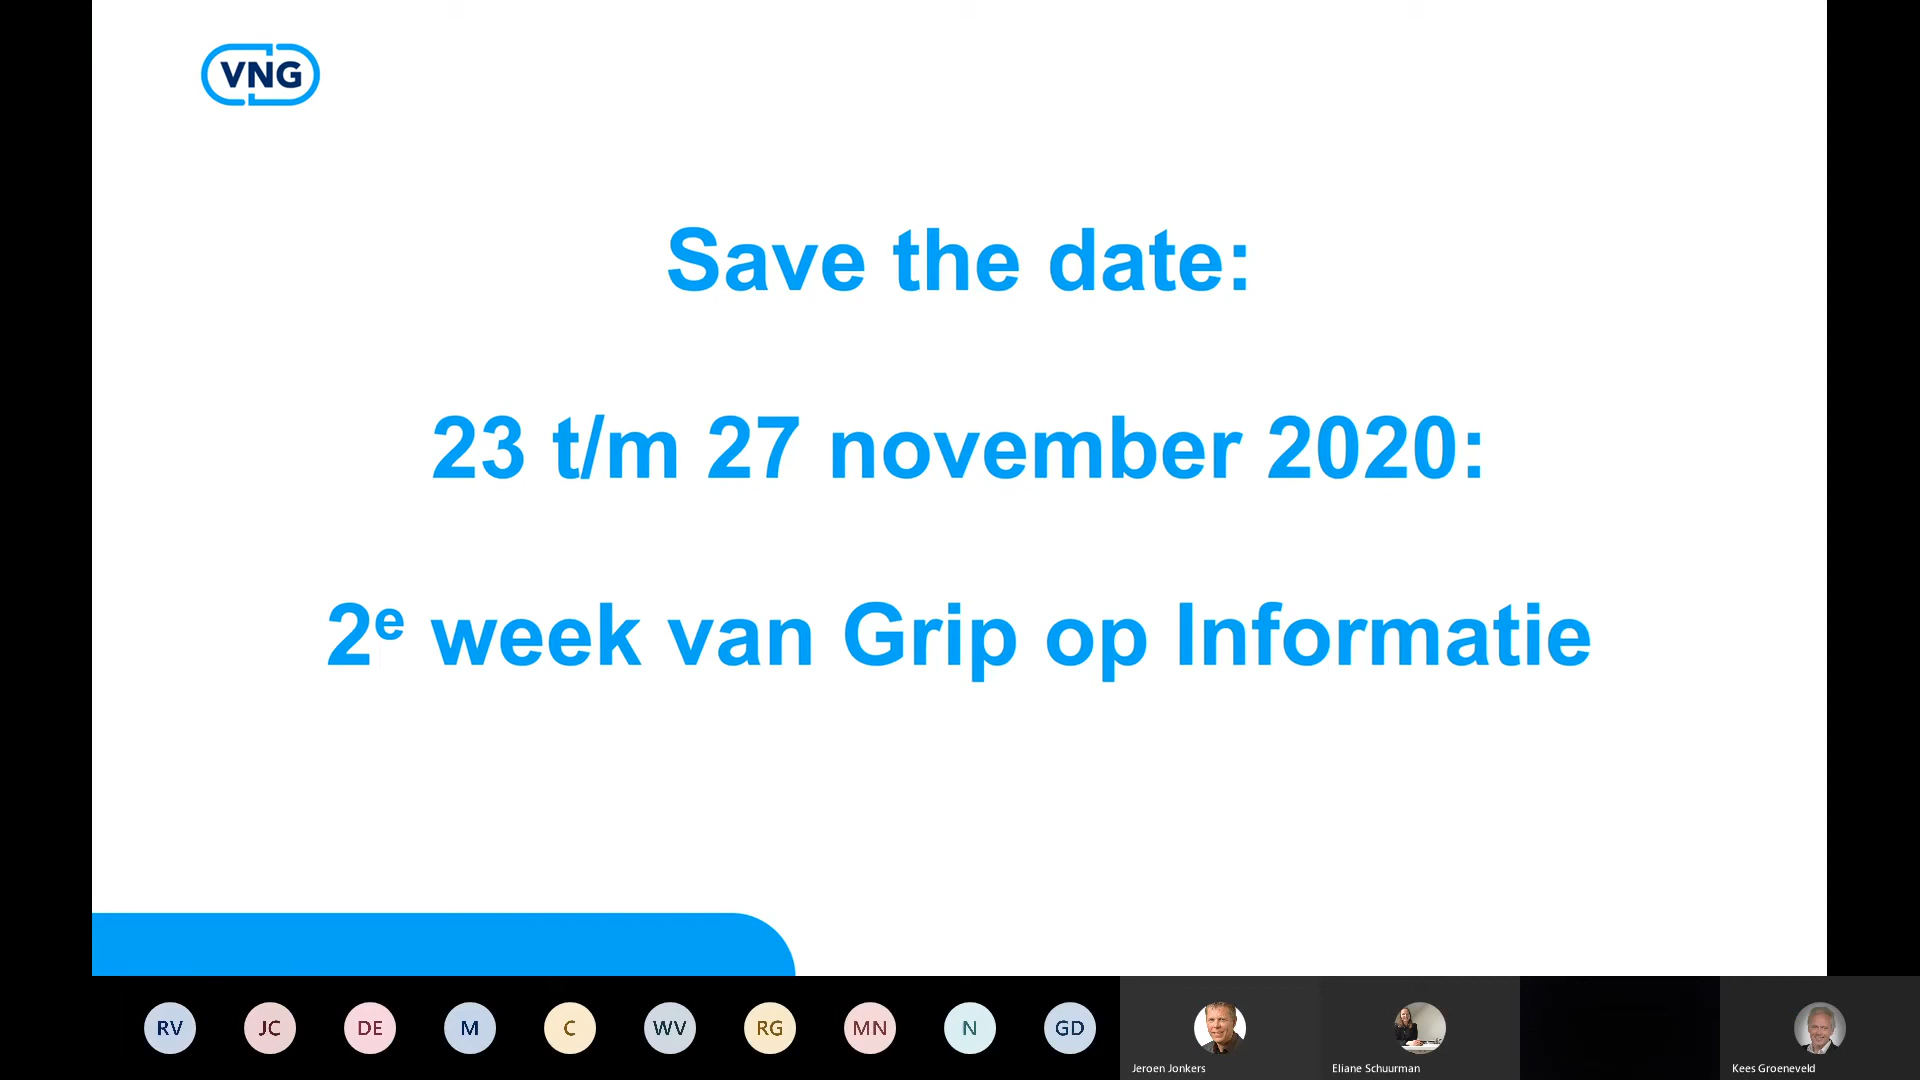 VNG
Save the date:
23 t/m 27 november 2020:
2e week van Grip op Informatie
RV JC DE M C WV RG MN N GD
Jeroen Jonkers Eliane Schuurman Kees Groeneveld